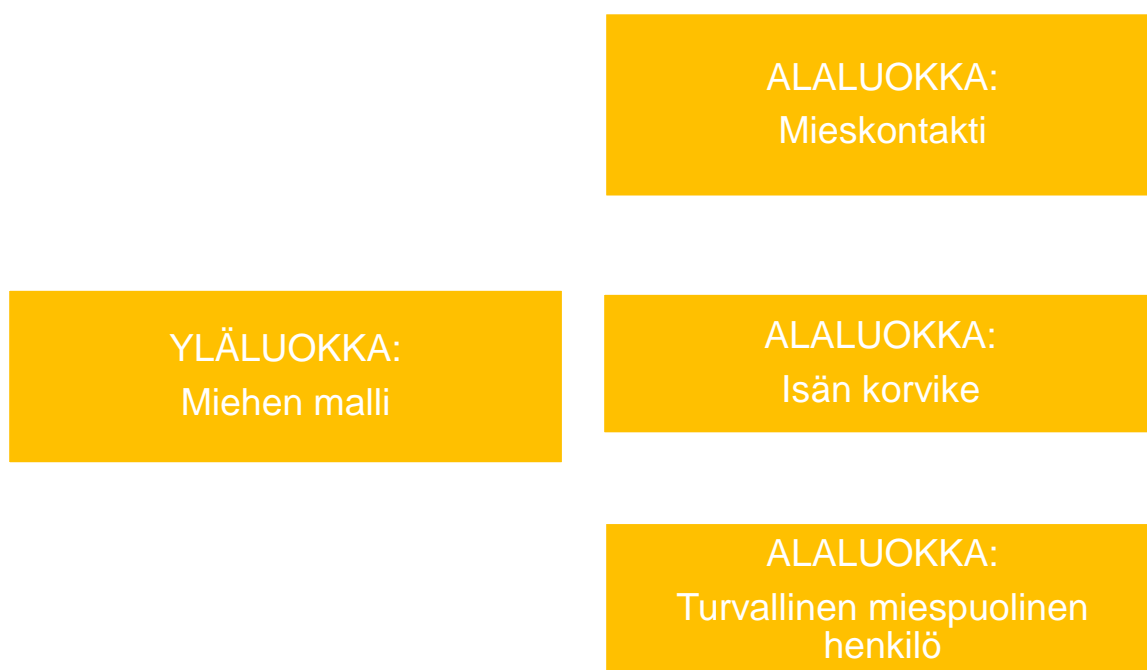 ALALUOKKA:
Mieskontakti
YLÄLUOKKA:
Miehen malli
ALALUOKKA:
Isän korvike
ALALUOKKA:
Turvallinen miespuolinen
henkilö